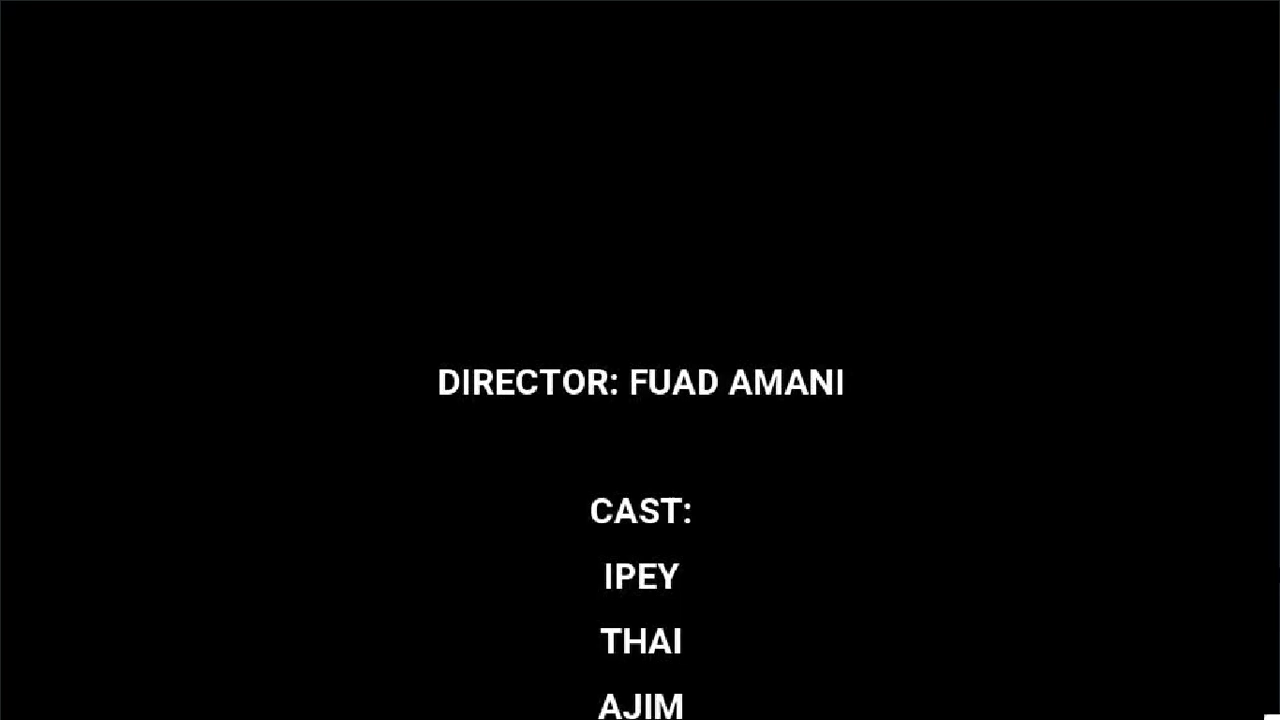 DIRECTOR: FUAD AMANI
CAST:
IPEY
THAI
AJIM